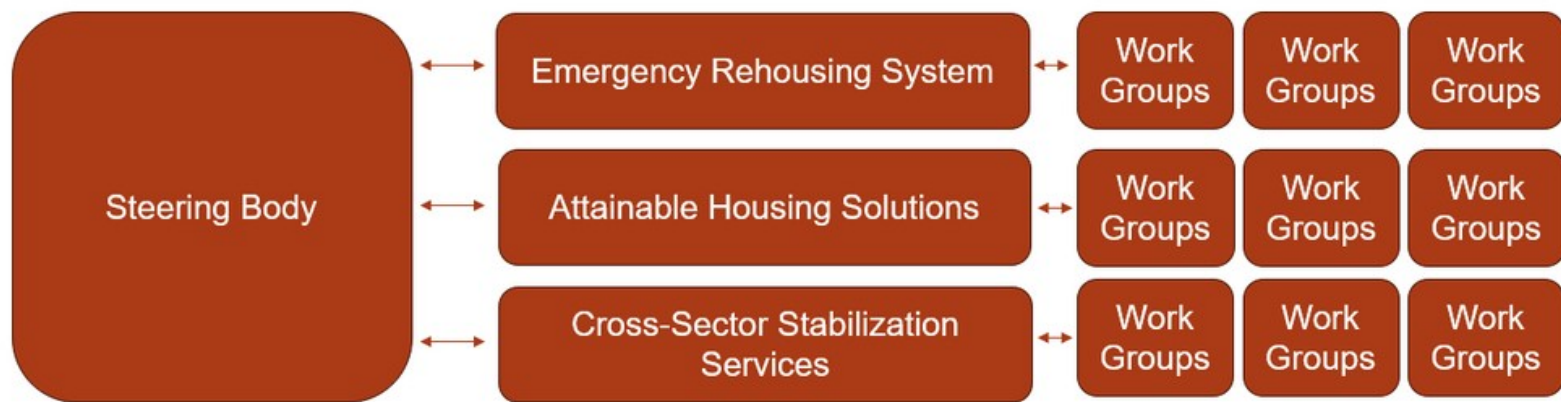 Steering Body
Emergency Rehousing System
Work
Groups
Work
Groups
Work
Groups
Attainable Housing Solutions
Work
Groups
Work
Groups
Work
Groups
Cross-Sector Stabilization
Services
Work
Groups
Work
Groups
Work
Groups